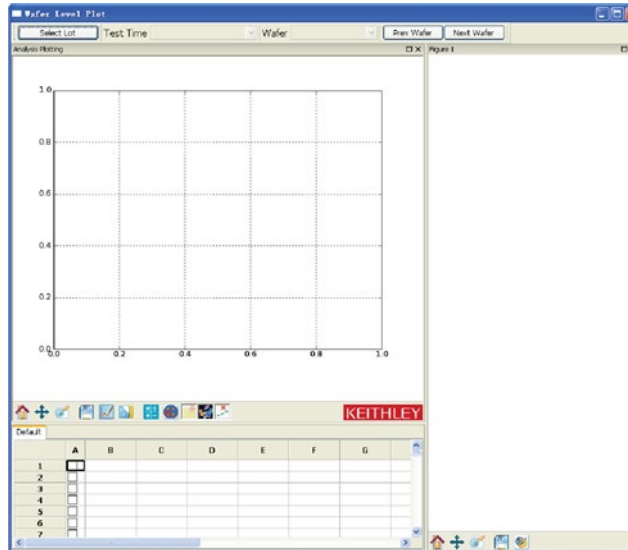 Wafer Level Plot
Select Lot Test Time Wafer Prev Wafer Next Wafer
Analysis Plotting
Figure 1
1.0
0.8
0.6
0.4
0.2
0.0
0.0 0.2 0.4 0.6 0.8 1.0
KEITHLEY
Default
A B C D E F G
1
2
3
4
5
6
7